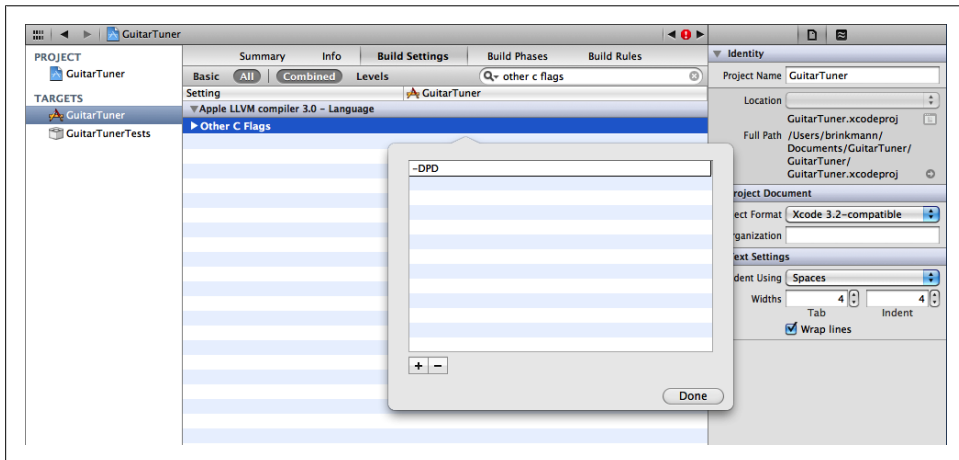 GuitarTuner
PROJECT
GuitarTuner
TARGETS
GuitarTuner
GuitarTunerTests
Summary Info Build Settings Build Phases Build Rules
Basic All Combined Levels other c flags
Setting GuitarTuner
Apple LLVM compiler 3.0 – Language
Other C Flags
-DPD
+ −
Done
Identity
Project Name GuitarTuner
Location
GuitarTuner.xcodeproj
Full Path /Users/brinkmann/
Documents/GuitarTuner/
GuitarTuner/
GuitarTuner.xcodeproj
roject Document
ect Format Xcode 3.2-compatible
rganization
ext Settings
dent Using Spaces
Widths 4 4
Tab Indent
Wrap lines